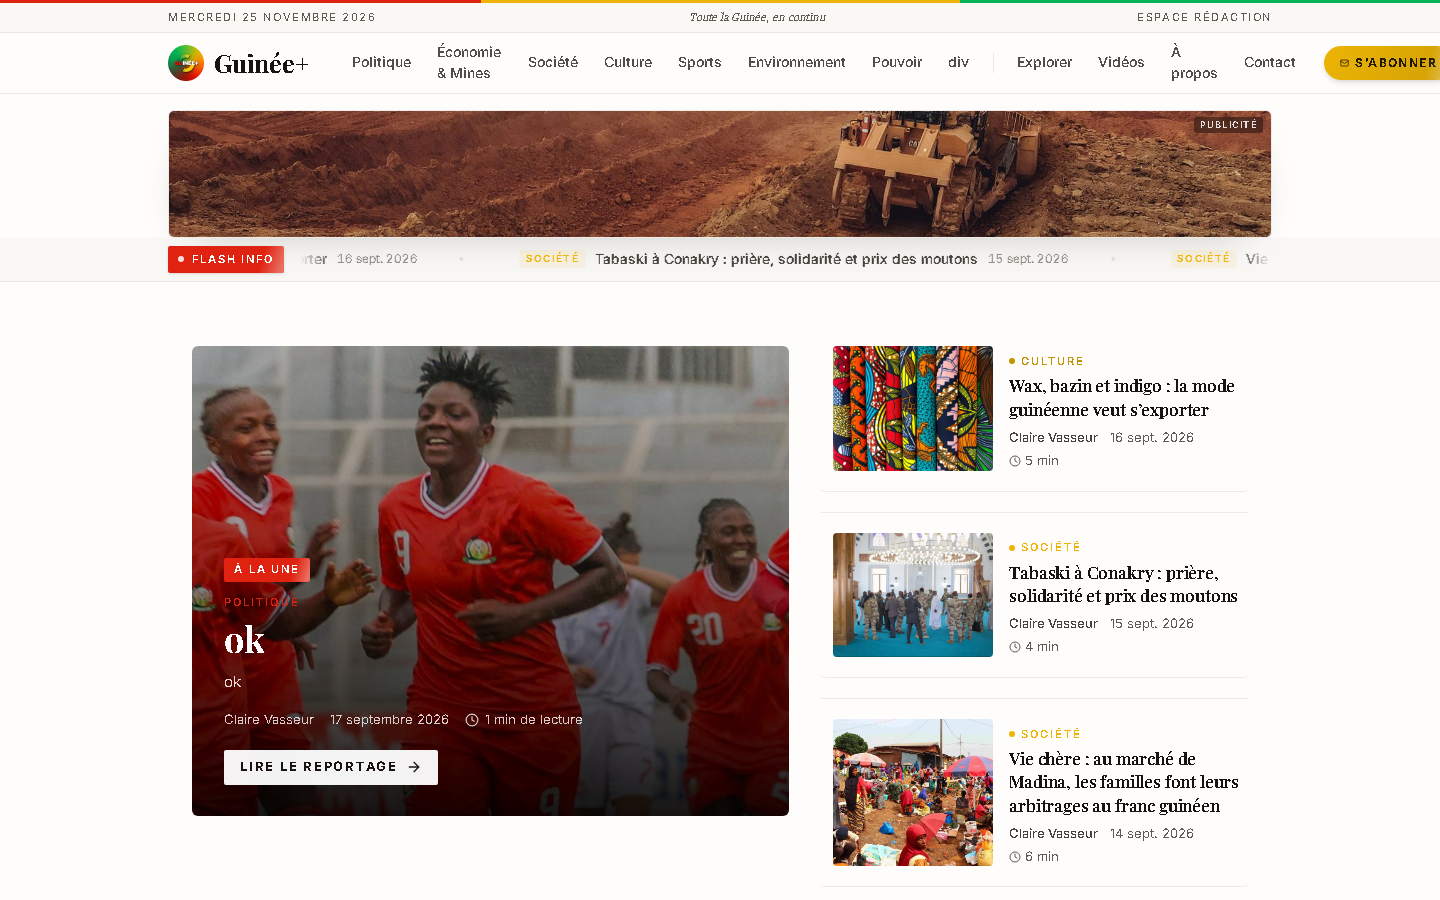 MERCREDI 25 NOVEMBRE 2026
Toute la Guinée, en continu
ESPACE RÉDACTION
Guinée+
Politique
Économie
& Mines
Société
Culture
Sports
Environnement
Pouvoir
div
Explorer
Vidéos
À
propos
Contact
S'ABONNER
PUBLICITÉ
FLASH INFO
16 sept. 2026
SOCIÉTÉ Tabaski à Conakry : prière, solidarité et prix des moutons 15 sept. 2026
SOCIÉTÉ Vie
À LA UNE
POLITIQUE
ok
ok
Claire Vasseur 17 septembre 2026 1 min de lecture
LIRE LE REPORTAGE
CULTURE
Wax, bazin et indigo : la mode
guinéenne veut s’exporter
Claire Vasseur 16 sept. 2026
5 min
SOCIÉTÉ
Tabaski à Conakry : prière,
solidarité et prix des moutons
Claire Vasseur 15 sept. 2026
4 min
SOCIÉTÉ
Vie chère : au marché de
Madina, les familles font leurs
arbitrages au franc guinéen
Claire Vasseur 14 sept. 2026
6 min
9
20